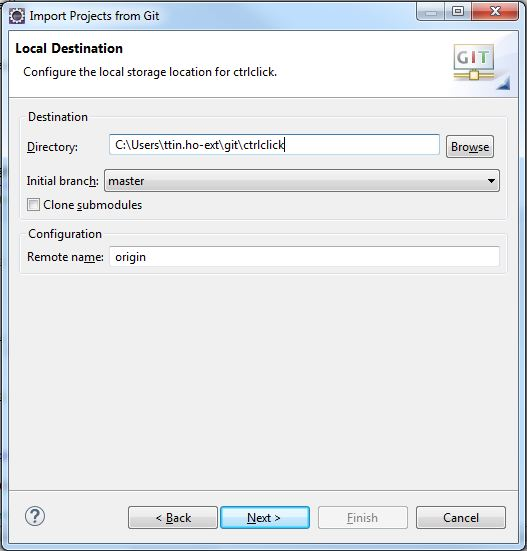 Import Projects from Git
Local Destination
Configure the local storage location for ctrlclick.
GIT
Destination
Directory: C:\Users\ttin.ho-ext\git\ctrlclick Browse
Initial branch: master
Clone submodules
Configuration
Remote name: origin
? < Back Next > Finish Cancel